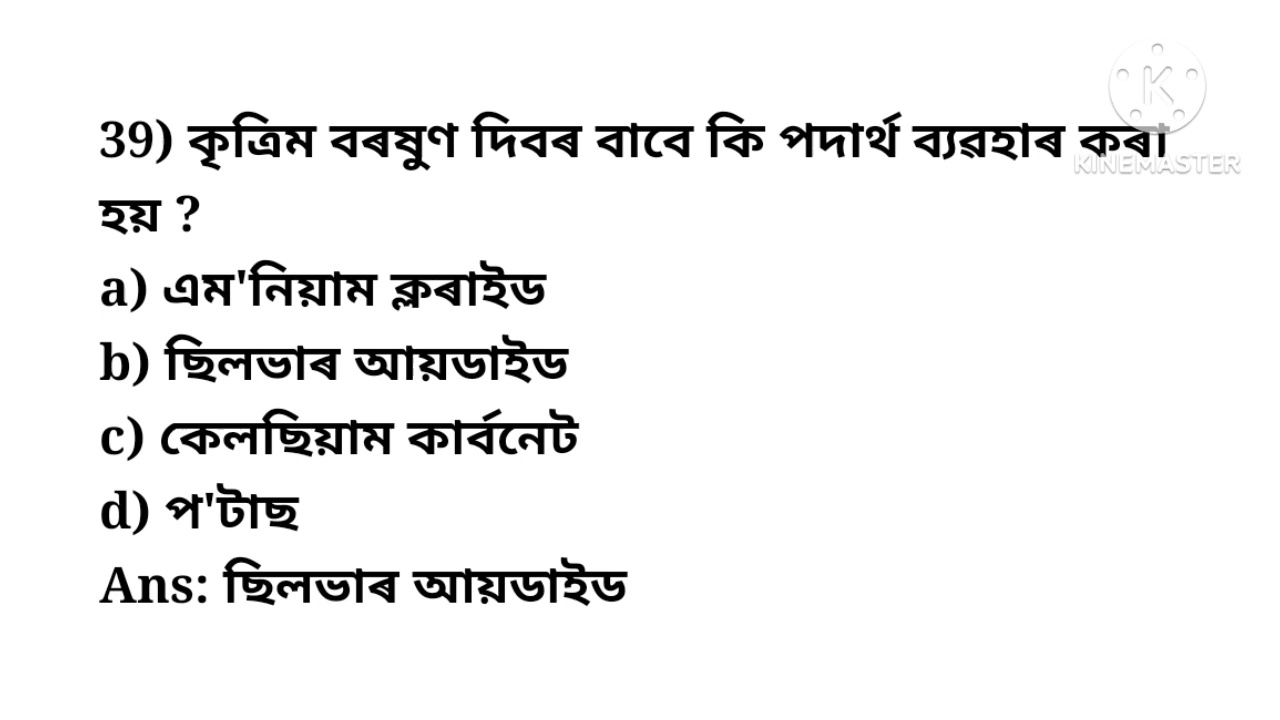 39) কৃত্ৰিম বৰষুণ দিবৰ বাবে কি পদাৰ্থ ব্যৱহাৰ কৰা
হয় ?
a) এম'নিয়াম ক্লৰাইড
b) ছিলভাৰ আয়ডাইড
c) কেলছিয়াম কাৰ্বনেট
d) প'টাছ
Ans: ছিলভাৰ আয়ডাইড
KINEMASTER